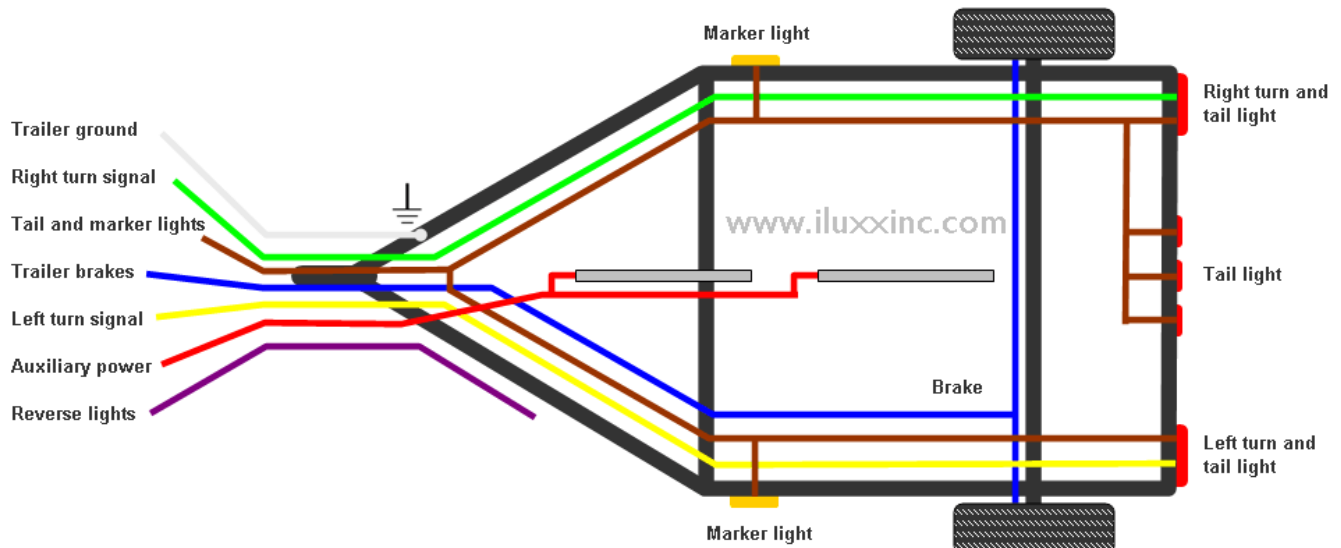 Marker light
Right turn and
tail light
Trailer ground
Right turn signal
Tail and marker lights
www.iluxxinc.com
Trailer brakes
Tail light
Left turn signal
Auxiliary power
Brake
Reverse lights
Left turn and
tail light
Marker light